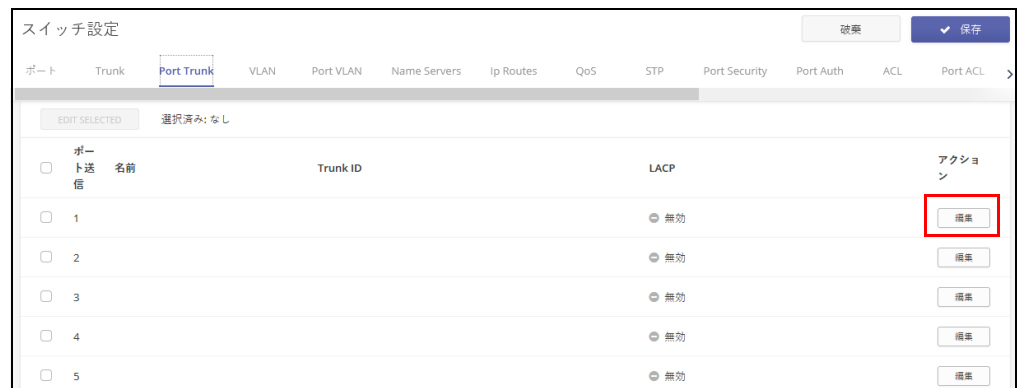 スイッチ設定
破棄
保存
ポート Trunk Port Trunk VLAN Port VLAN Name Servers Ip Routes QoS STP Port Security Port Auth ACL Port ACL
EDIT SELECTED 選択済み: なし
ポー
ト送
信
名前
Trunk ID
LACP
アクショ
ン
1 無効 編集
2 無効 編集
3 無効 編集
4 無効 編集
5 無効 編集